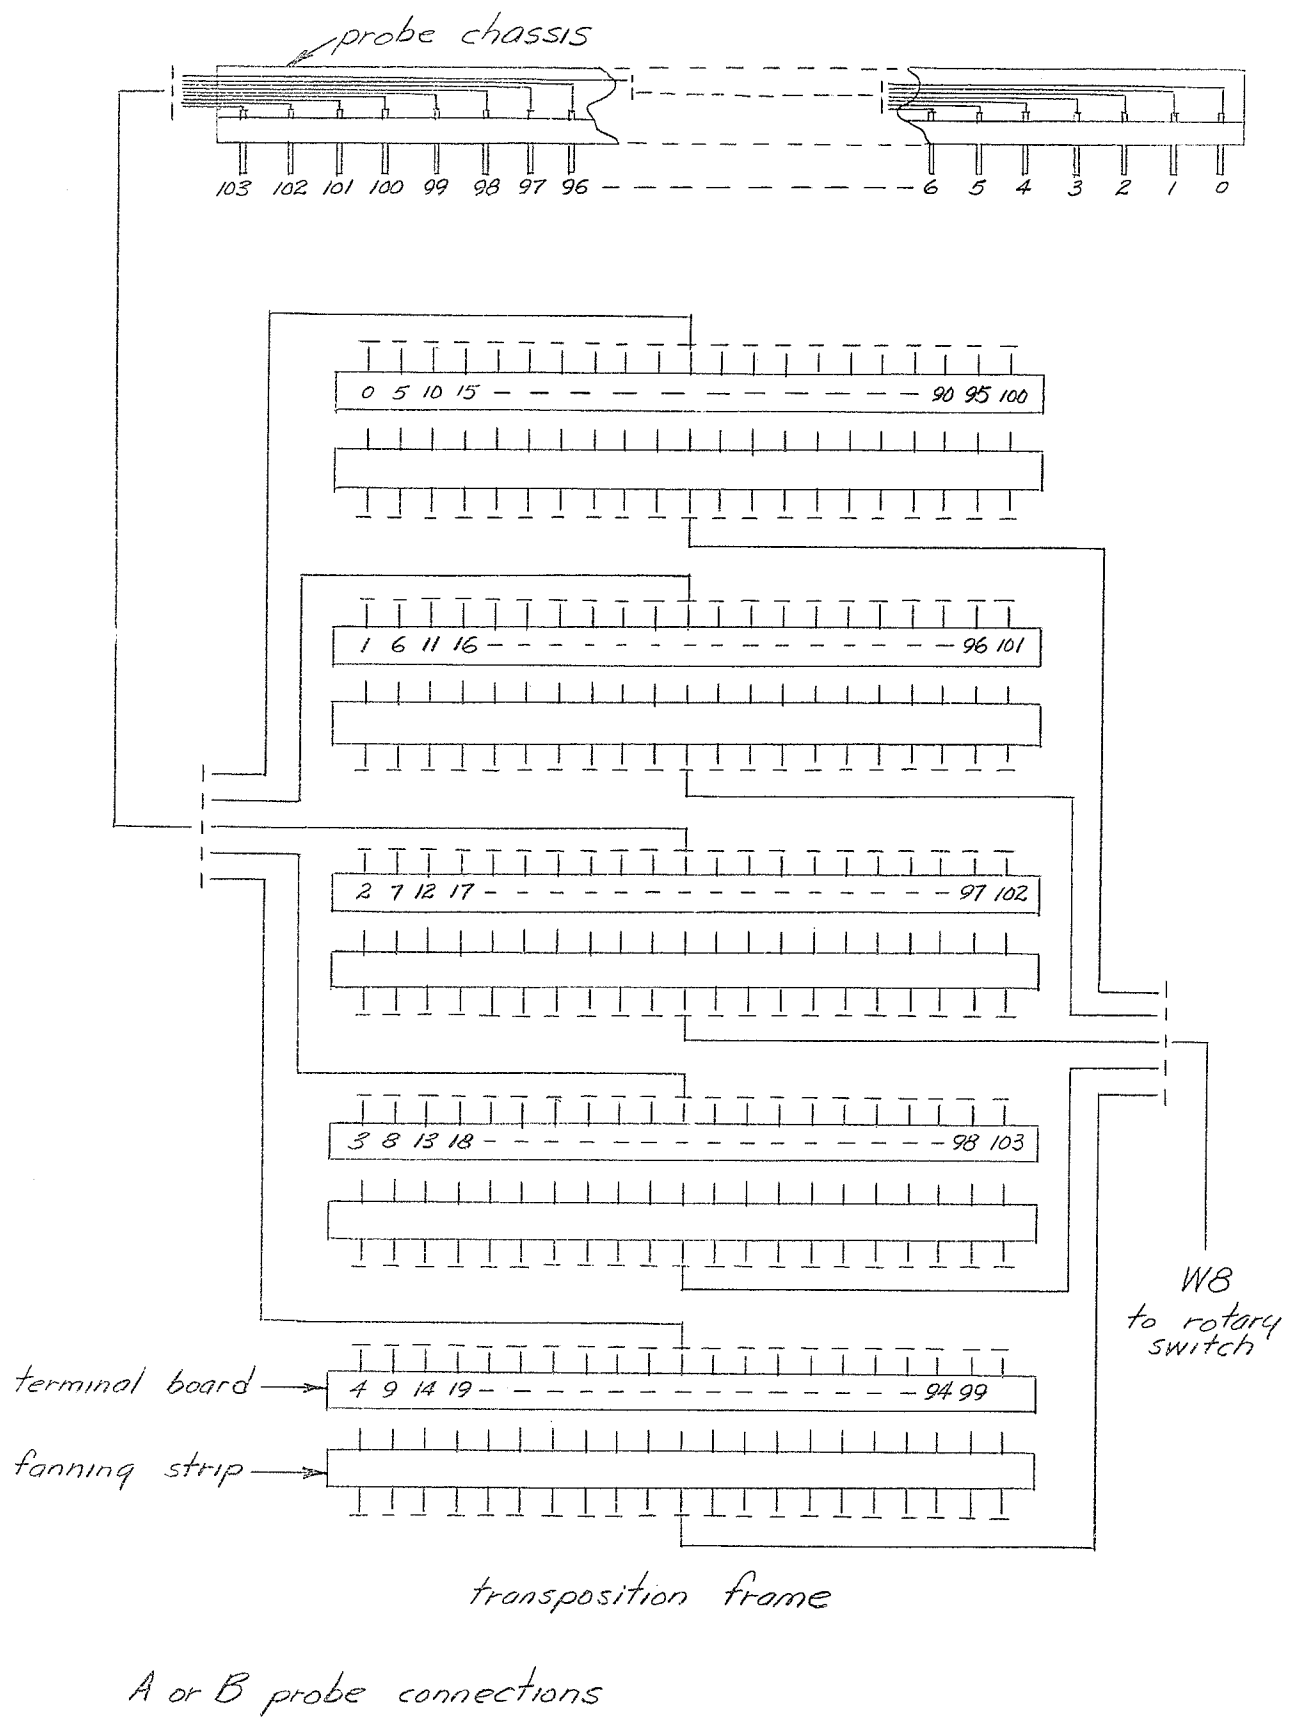 probe chassis
103 102 101 100 99 98 97 96 6 5 4 3 2 1 0
0 5 10 15 90 95 100
1 6 11 16 96 101
2 7 12 17 97 102
3 8 13 18 98 103
W8
to rotary
switch
terminal board
4 9 14 19 94 99
fanning strip
transposition frame
A or B probe connections